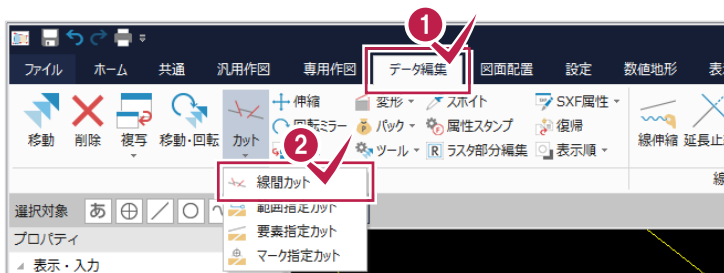 1
ファイル ホーム 共通 汎用作図 専用作図 データ編集 図面配置 設定 数値地形
伸縮 変形 スポイト SXF属性
回転ミラー パック 属性スタンプ 復帰
移動 削除 複写 移動・回転 カット 線伸縮
2 ツール R ラスタ部分編集 表示順
線間カット
選択対象 あ 範囲指定カット
プロパティ 要素指定カット
表示・入力 マーク指定カット